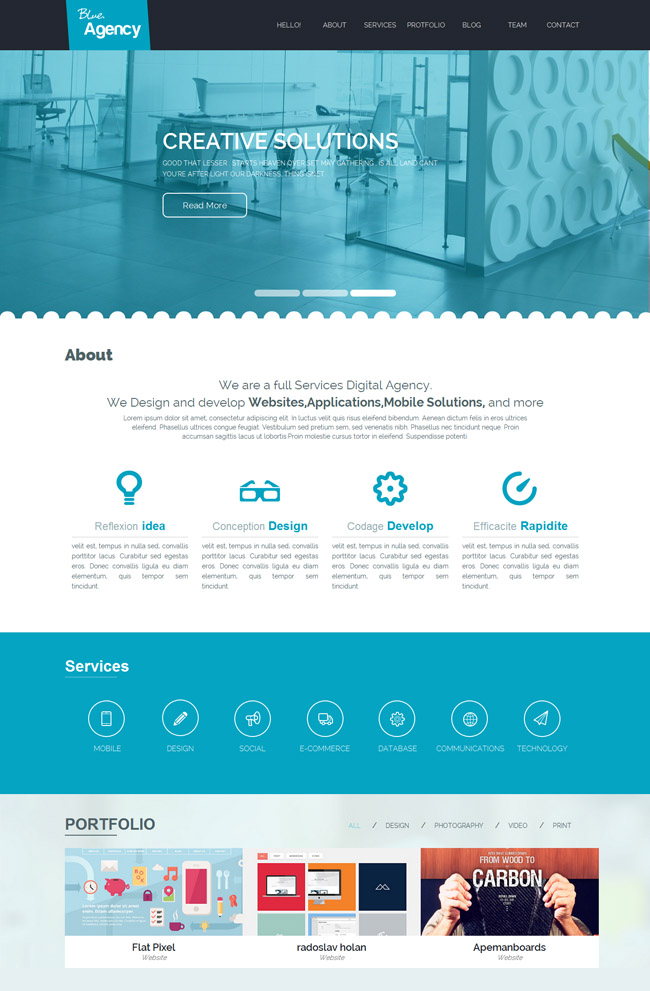 Blue.
Agency
HELLO! ABOUT SERVICES PROTFOLIO BLOG TEAM CONTACT
CREATIVE SOLUTIONS
GOOD THAT LESSER. STARTS HEAVEN OVER SET MAY GATHERING. IS ALL LAND CANT
YOU'RE AFTER LIGHT OUR DARKNESS. THING SET.
Read More
About
We are a full Services Digital Agency.
We Design and develop Websites,Applications,Mobile Solutions, and more
Lorem ipsum dolor sit amet, consectetur adipiscing elit. In luctus velit quis risus eleifend bibendum. Aenean dictum felis in eros ultrices
eleifend. Phasellus ultrices congue feugiat. Vestibulum sed pretium sem, sed venenatis nibh. Phasellus nec tincidunt neque. Proin
accumsan sagittis lacus ut lobortis.Proin molestie cursus tortor in eleifend. Suspendisse potenti.
Reflexion idea
velit est, tempus in nulla sed, convallis
porttitor lacus. Curabitur sed egestas
eros. Donec convallis ligula eu diam
elementum, quis tempor sem
tincidunt.
Conception Design
velit est, tempus in nulla sed, convallis
porttitor lacus. Curabitur sed egestas
eros. Donec convallis ligula eu diam
elementum, quis tempor sem
tincidunt
Codage Develop
velit est, tempus in nulla sed, convallis
porttitor lacus. Curabitur sed egestas
eros. Donec convallis ligula eu diam
elementum, quis tempor sem
tincidunt
Efficacite Rapidite
velit est, tempus in nulla sed, convallis
porttitor lacus. Curabitur sed egestas
eros. Donec convallis ligula eu diam
elementum, quis tempor sem
tincidunt.
Services
MOBILE DESIGN SOCIAL E-COMMERCE DATABASE COMMUNICATIONS TECHNOLOGY
PORTFOLIO
ALL / DESIGN / PHOTOGRAPHY / VIDEO / PRINT
FROM WOOD TO
CARBON
Flat Pixel
Website
radoslav holan
Website
Apemanboards
Website